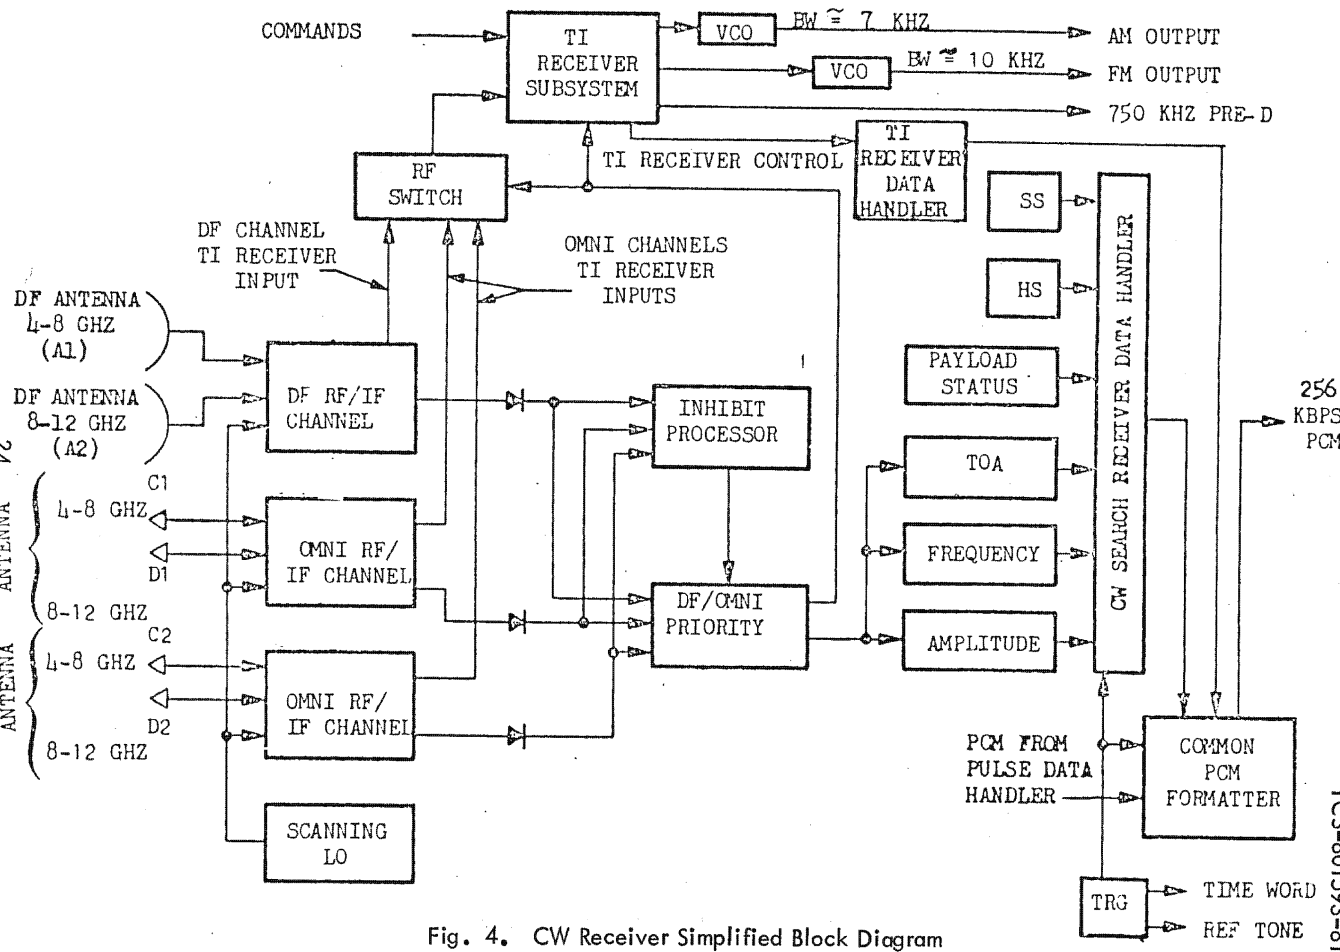 COMMANDS
TI
RECEIVER
SUBSYSTEM
VCO
BW ≅ 7 KHZ
AM OUTPUT
VCO
BW ≅ 10 KHZ
FM OUTPUT
750 KHZ PRE-D
TI RECEIVER CONTROL
TI
RECEIVER
DATA
HANDLER
RF
SWITCH
DF CHANNEL
TI RECEIVER
INPUT
OMNI CHANNELS
TI RECEIVER
INPUTS
SS
HS
PAYLOAD
STATUS
TOA
FREQUENCY
AMPLITUDE
CW SEARCH RECEIVER DATA HANDLER
256
KBPS
PCM
DF ANTENNA
4-8 GHZ
(A1)
DF ANTENNA
8-12 GHZ
(A2)
DF RF/IF
CHANNEL
INHIBIT
PROCESSOR
24
ANTENNA
C1
4-8 GHZ
D1
8-12 GHZ
OMNI RF/
IF CHANNEL
DF/OMNI
PRIORITY
ANTENNA
C2
4-8 GHZ
D2
8-12 GHZ
OMNI RF/
IF CHANNEL
SCANNING
LO
PCM FROM
PULSE DATA
HANDLER
COMMON
PCM
FORMATTER
TRG
TIME WORD
REF TONE
Fig. 4. CW Receiver Simplified Block Diagram